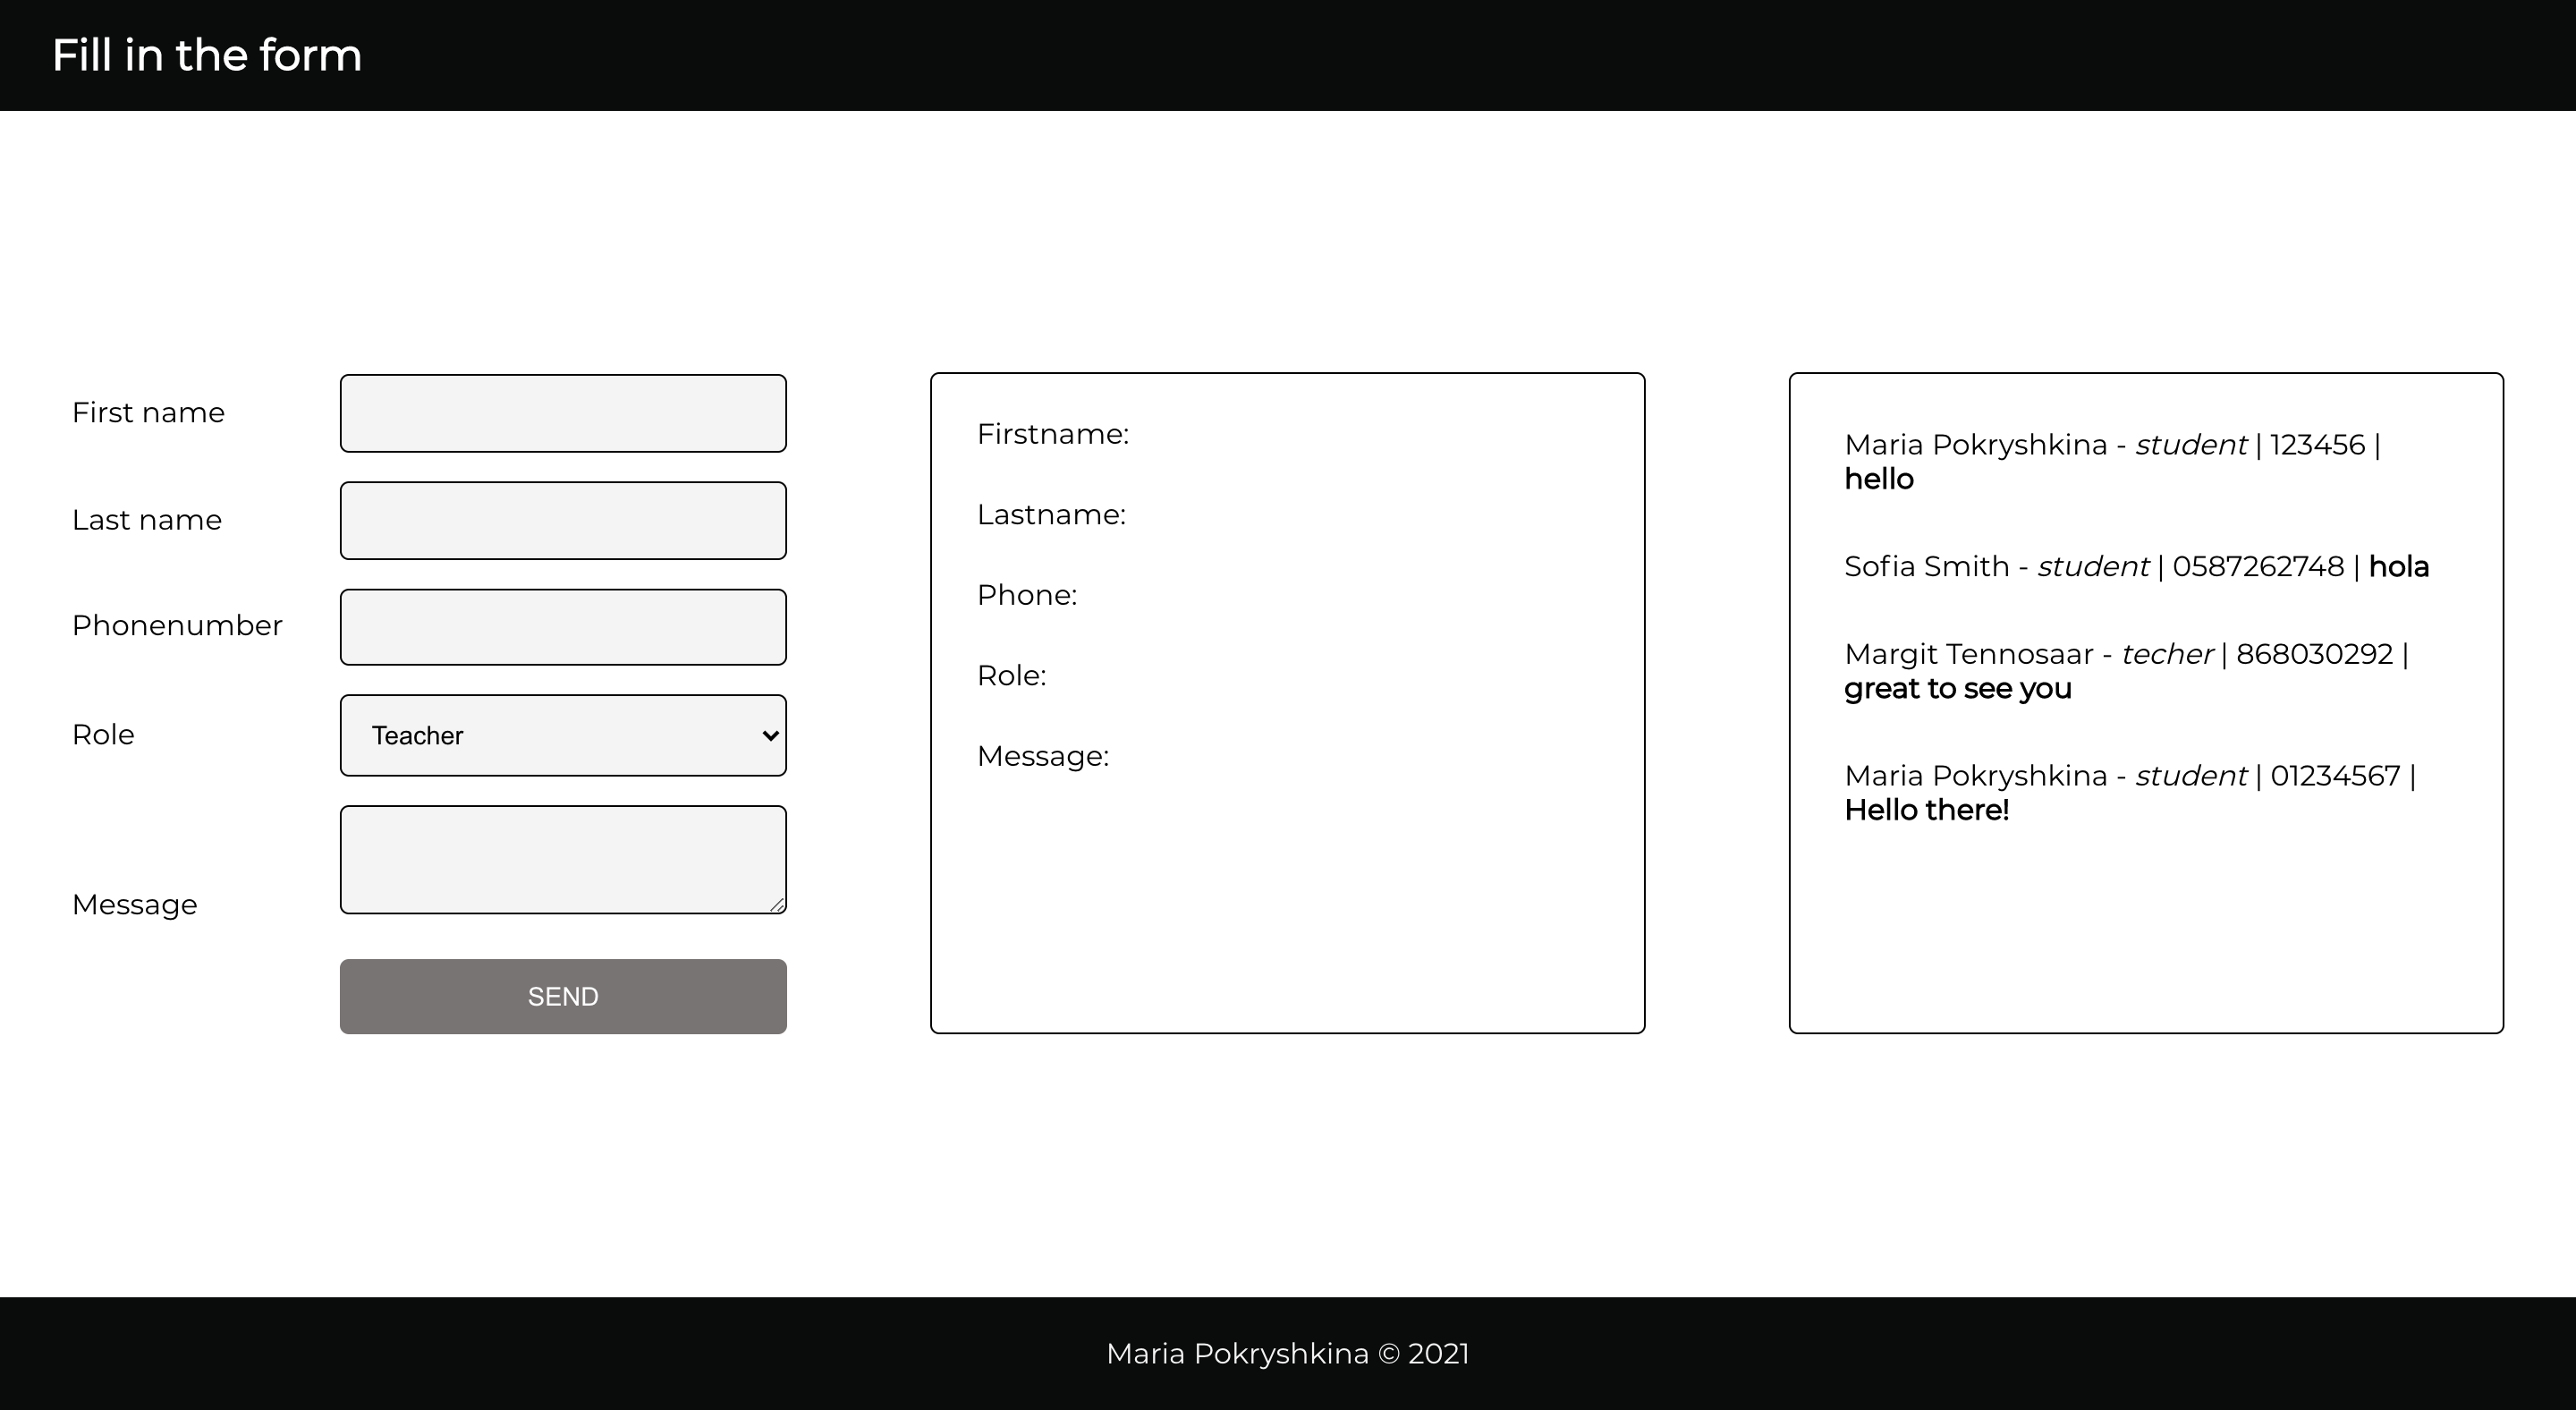 Fill in the form
First name
Last name
Phonenumber
Role
Teacher
Message
SEND
Firstname:
Lastname:
Phone:
Role:
Message:
Maria Pokryshkina - student | 123456 |
hello
Sofia Smith - student | 0587262748 | hola
Margit Tennosaar - techer | 868030292 |
great to see you
Maria Pokryshkina - student | 01234567 |
Hello there!
Maria Pokryshkina © 2021